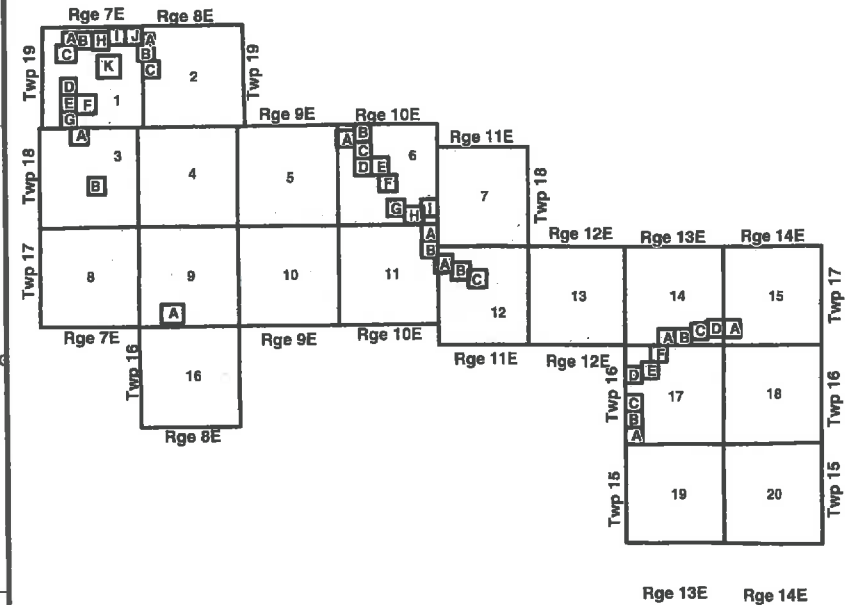 Rge 7E Rge 8E
Twp 19 A B H I J A Twp 19
C B
K C 2
D
E F 1
G Rge 9E Rge 10E
A A B Rge 11E
Twp 18 3 4 5 C 6 Twp 18
D E
B F 7
G H I
A Rge 12E Rge 13E Rge 14E
Twp 17 B
8 9 10 11 A B C 13 14 15 Twp 17
A 12 A B C D A
Rge 7E Rge 9E Rge 10E
Twp 16 Rge 11E Rge 12E F
16 Twp 16 D E 17 18 Twp 16
C
B
Rge 8E A
Twp 15 19 20 Twp 15
Rge 13E Rge 14E